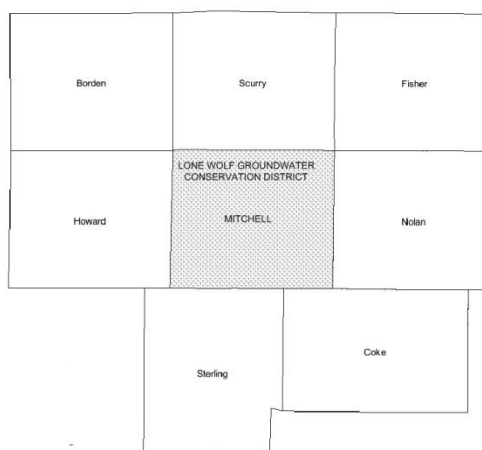 Borden
Scurry
Fisher
LONE WOLF GROUNDWATER
CONSERVATION DISTRICT
Howard
MITCHELL
Nolan
Coke
Sterling